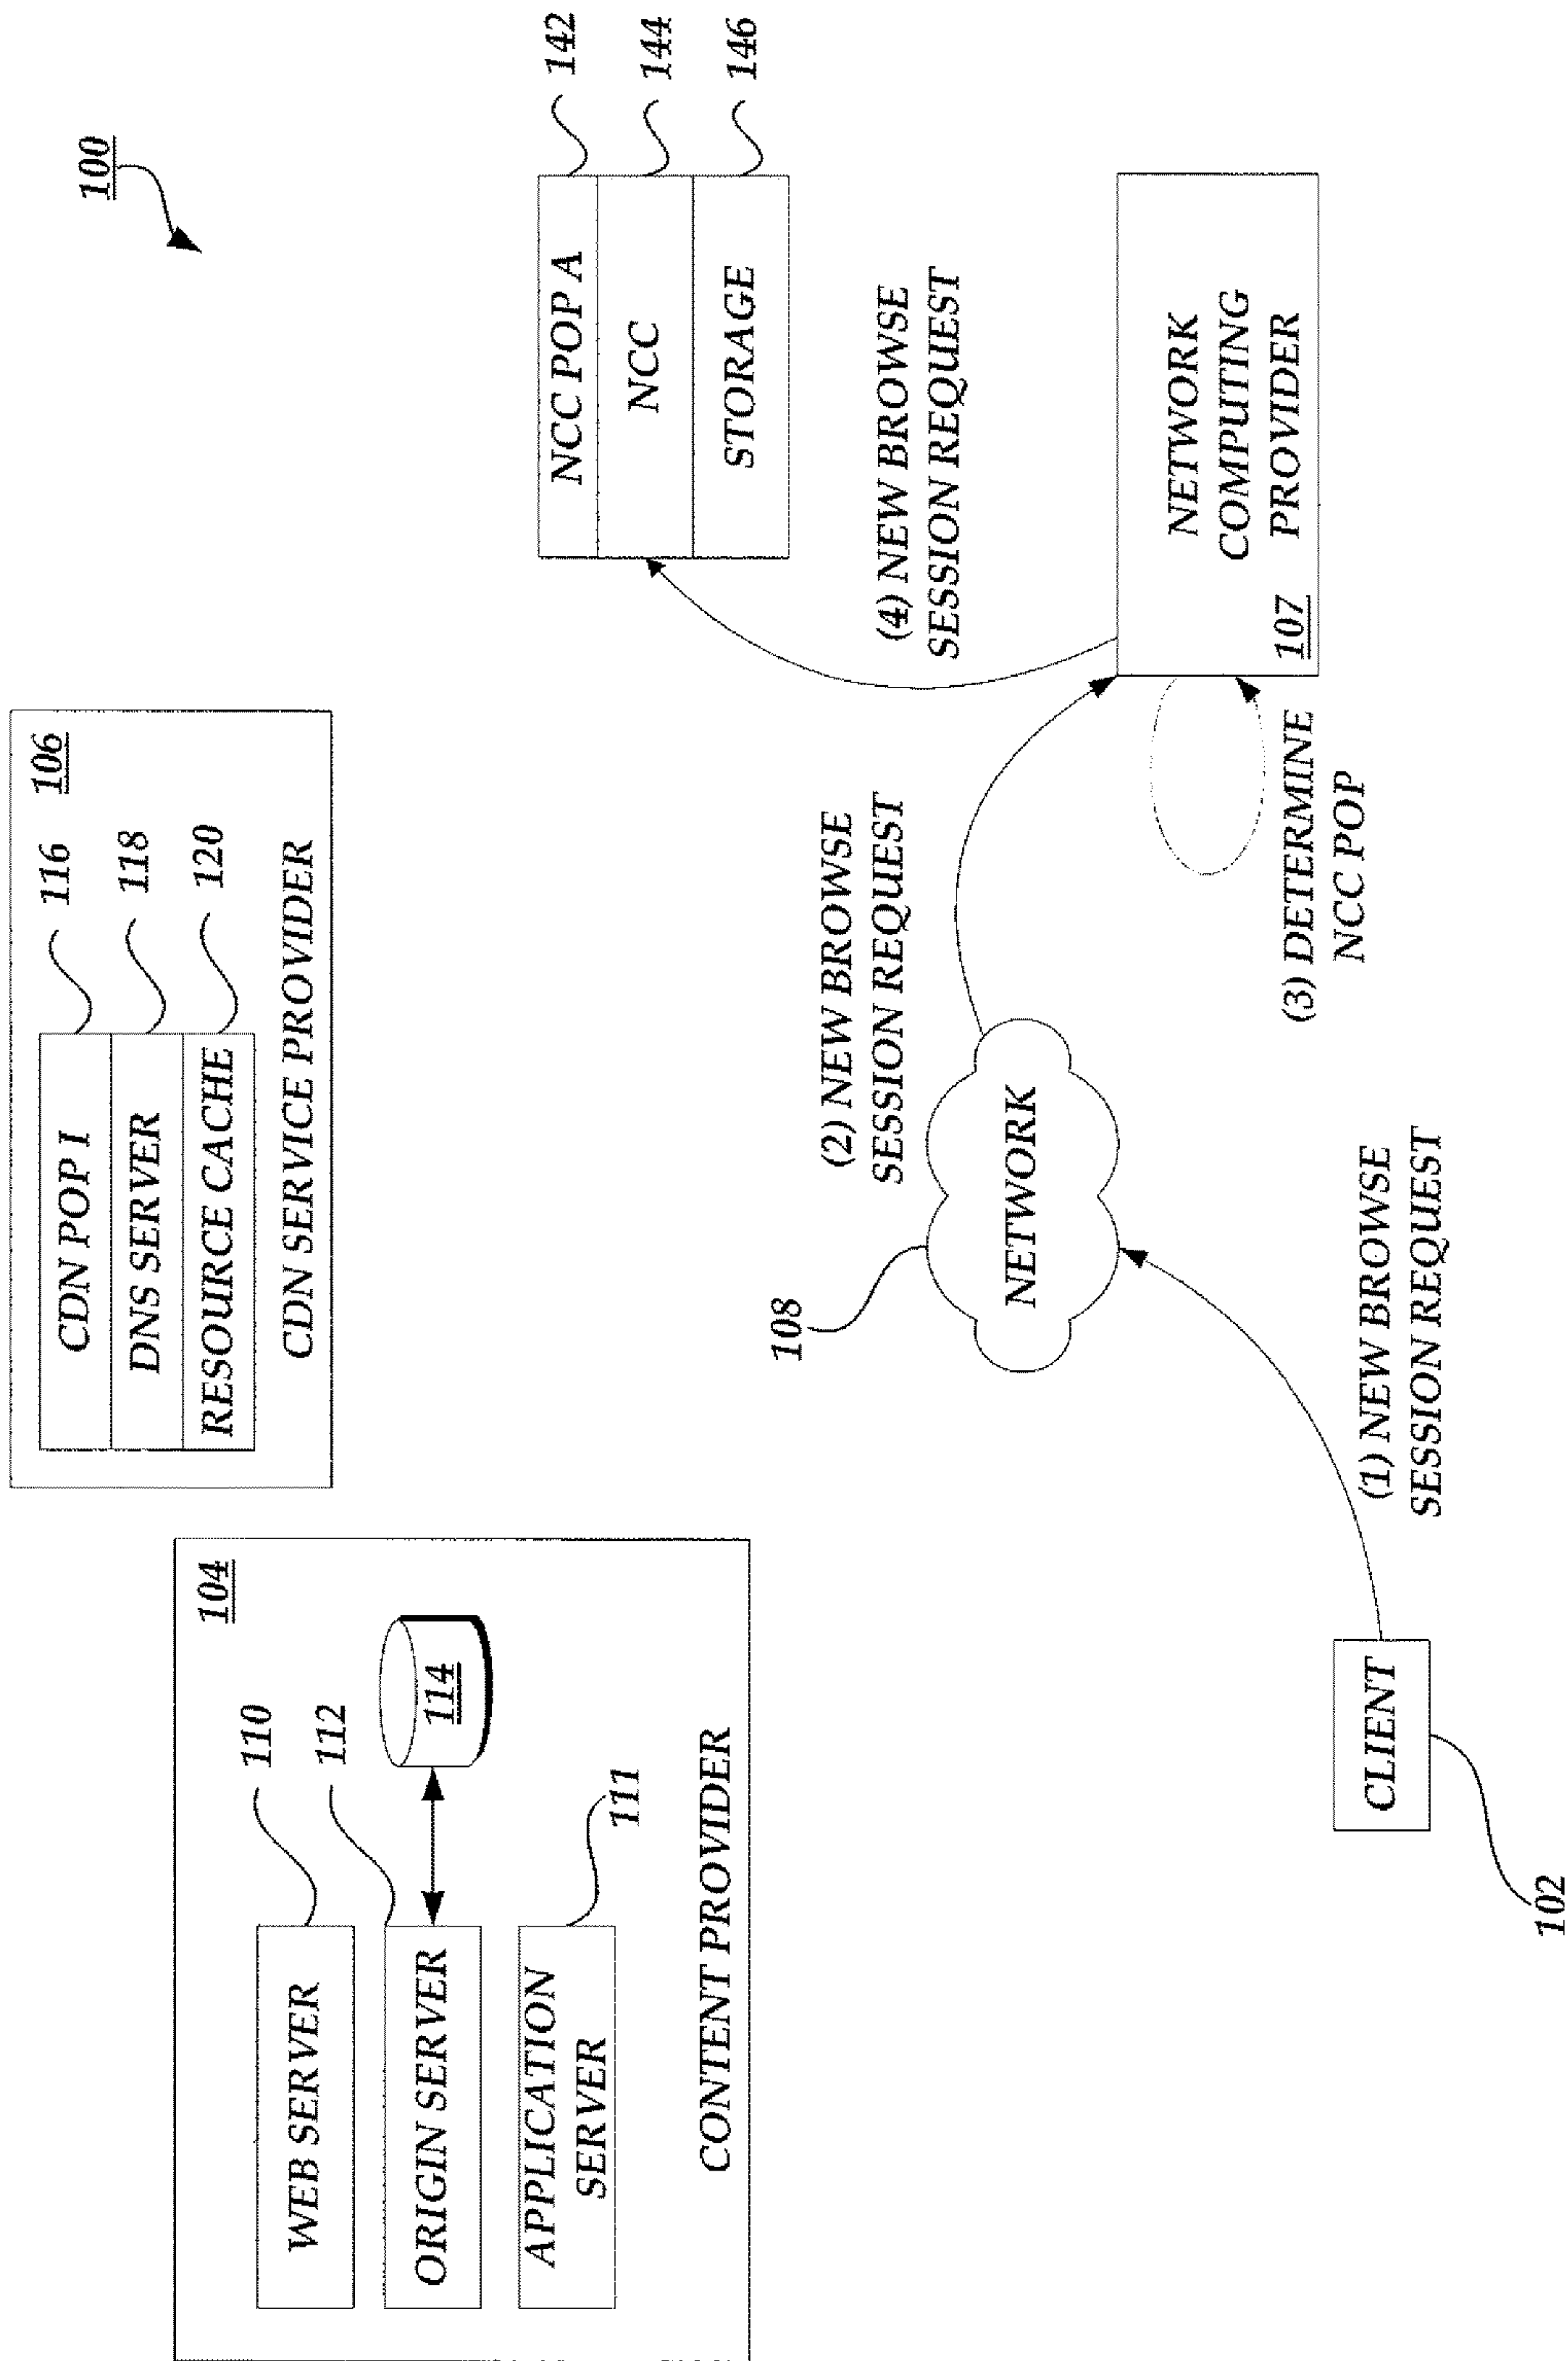 100
104
WEB SERVER
110
ORIGIN SERVER
112
114
APPLICATION
SERVER
111
CONTENT PROVIDER
106
CDN POP I
116
DNS SERVER
118
RESOURCE CACHE
120
CDN SERVICE PROVIDER
NCC POP A
142
NCC
144
STORAGE
146
(4) NEW BROWSE
SESSION REQUEST
(2) NEW BROWSE
SESSION REQUEST
108
NETWORK
NETWORK
COMPUTING
PROVIDER
107
(3) DETERMINE
NCC POP
(1) NEW BROWSE
SESSION REQUEST
CLIENT
102